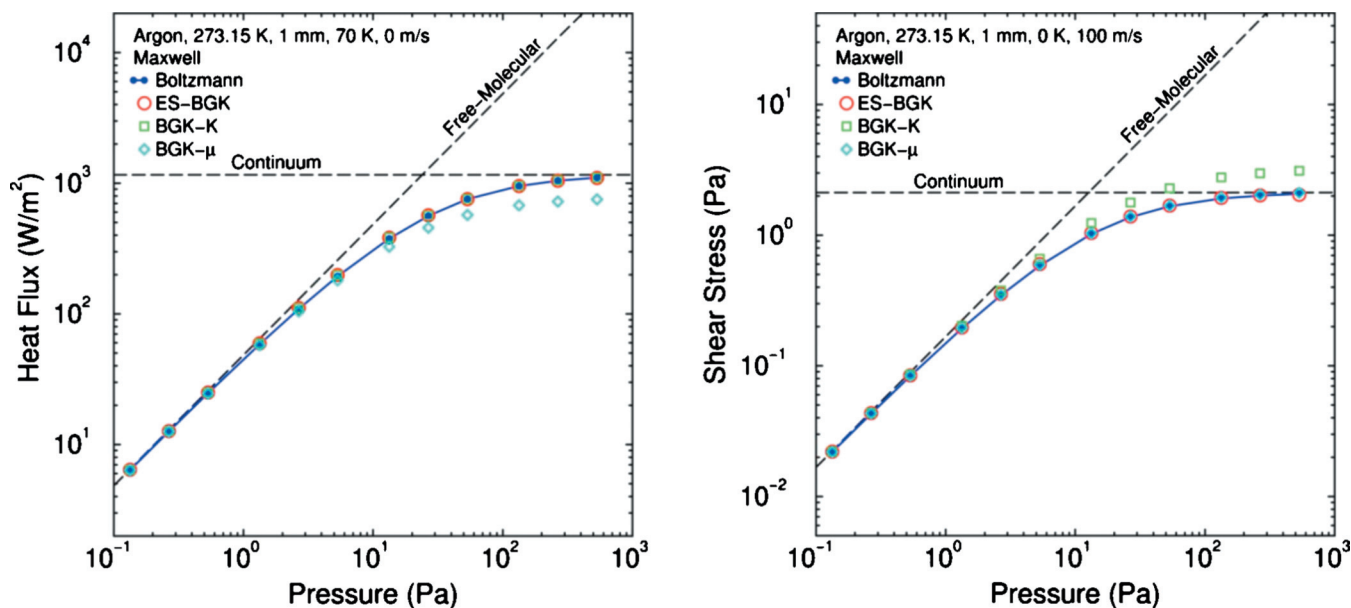 Argon, 273.15 K, 1 mm, 70 K, 0 m/s
Maxwell
Boltzmann
ES−BGK
BGK−K
BGK−μ
Free−Molecular
Continuum
10⁴
10³
10²
10¹
10⁻¹
10⁰
10¹
10²
10³
Heat Flux (W/m²)
Pressure (Pa)
Argon, 273.15 K, 1 mm, 0 K, 100 m/s
Maxwell
Boltzmann
ES−BGK
BGK−K
BGK−μ
Free−Molecular
Continuum
10¹
10⁰
10⁻¹
10⁻²
10⁻¹
10⁰
10¹
10²
10³
Shear Stress (Pa)
Pressure (Pa)